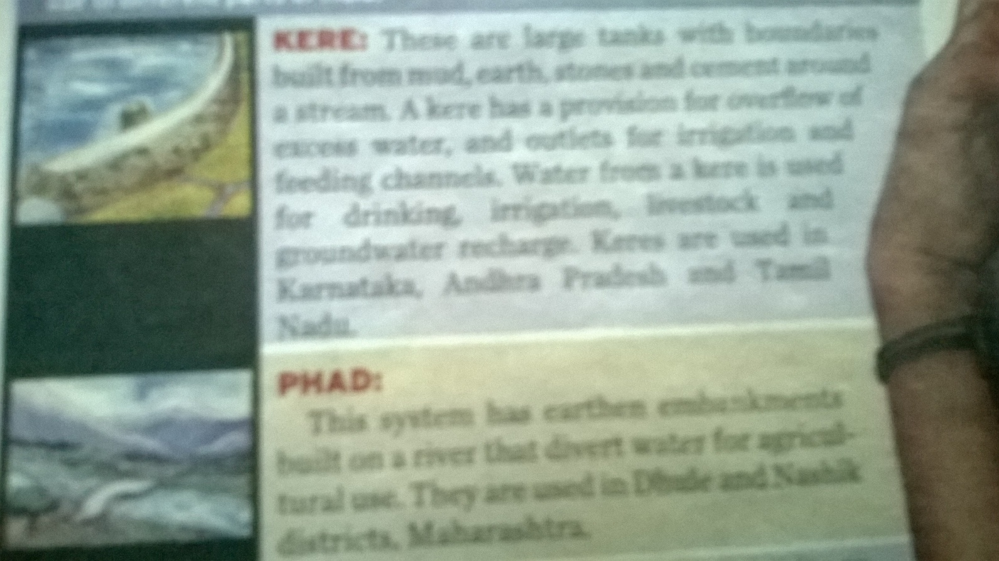 KERE: These are large tanks with boundaries
built from mud, earth, stones and cement around
a stream. A kere has a provision for overflow of
excess water, and outlets for irrigation and
feeding channels. Water from a kere is used
for drinking, irrigation, livestock and
groundwater recharge. Keres are used in
Karnataka, Andhra Pradesh and Tamil
Nadu.
PHAD:
This system has earthen embankments
built on a river that divert water for agricul-
tural use. They are used in Dhule and Nashik
districts, Maharashtra.